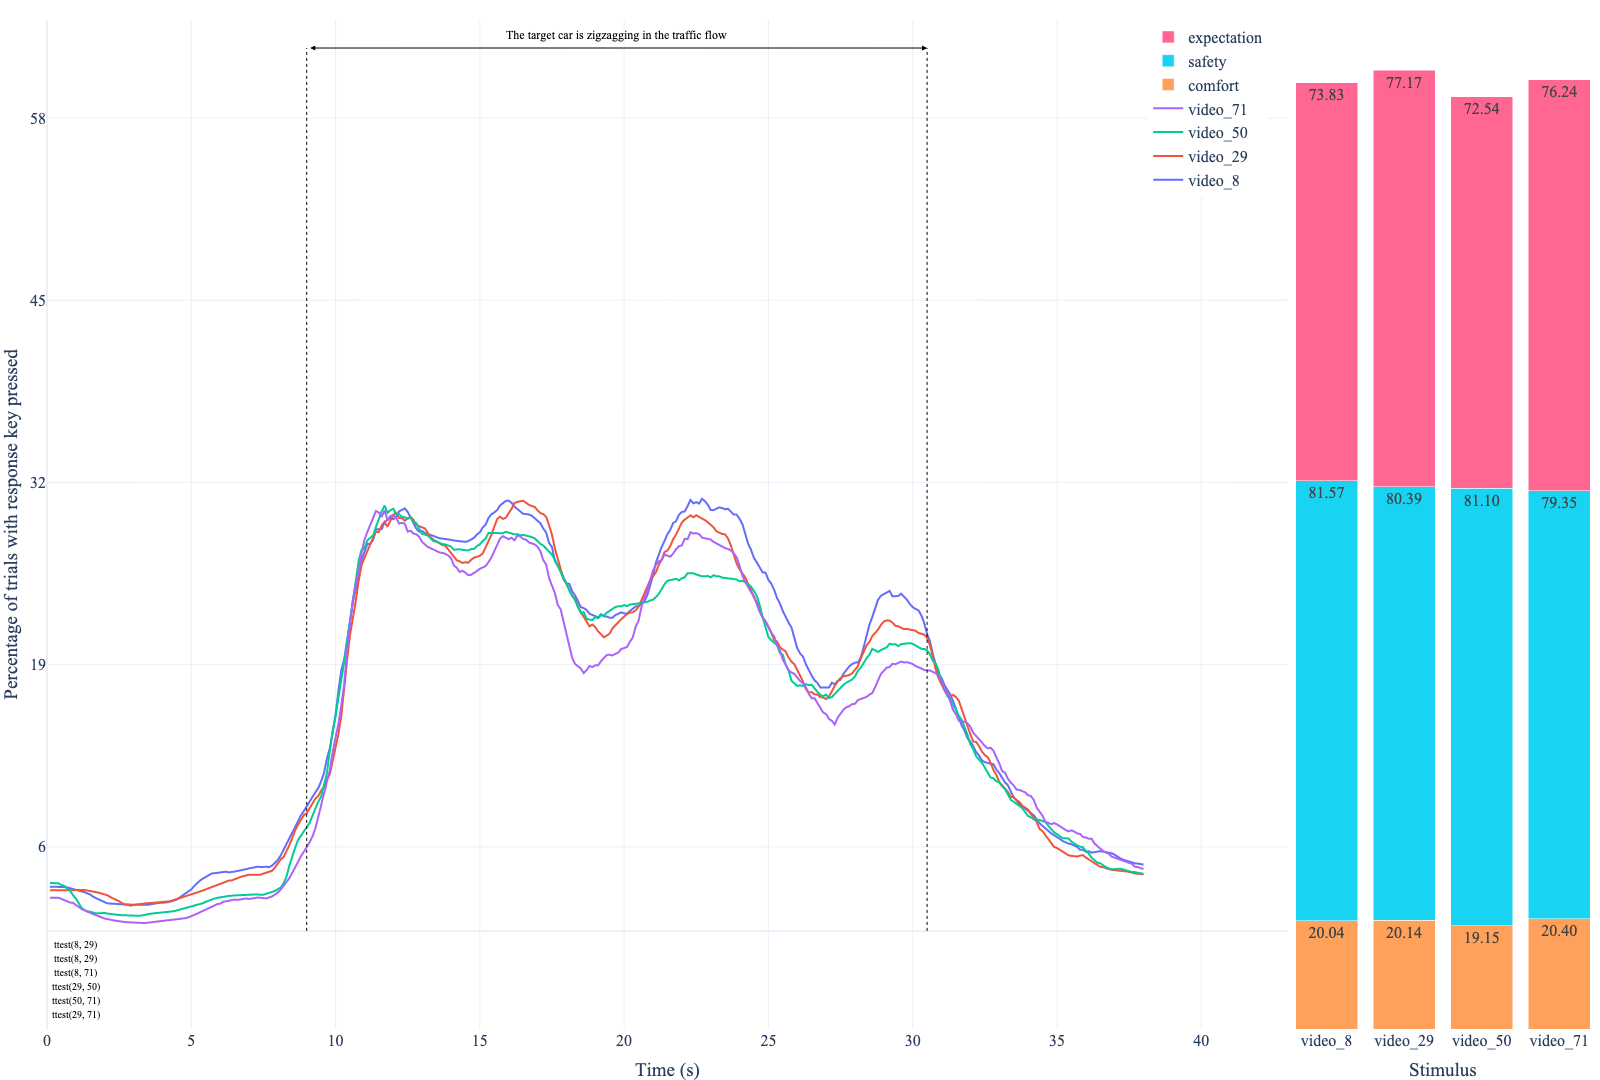 The target car is zigzagging in the traffic flow
expectation
safety
comfort
video_71
video_50
video_29
video_8
58
45
32
19
6
Percentage of trials with response key pressed
ttest(8, 29)
ttest(8, 29)
ttest(8, 71)
ttest(29, 50)
ttest(50, 71)
ttest(29, 71)
0 5 10 15 20 25 30 35 40
Time (s)
73.83 77.17 72.54 76.24
81.57 80.39 81.10 79.35
20.04 20.14 19.15 20.40
video_8 video_29 video_50 video_71
Stimulus